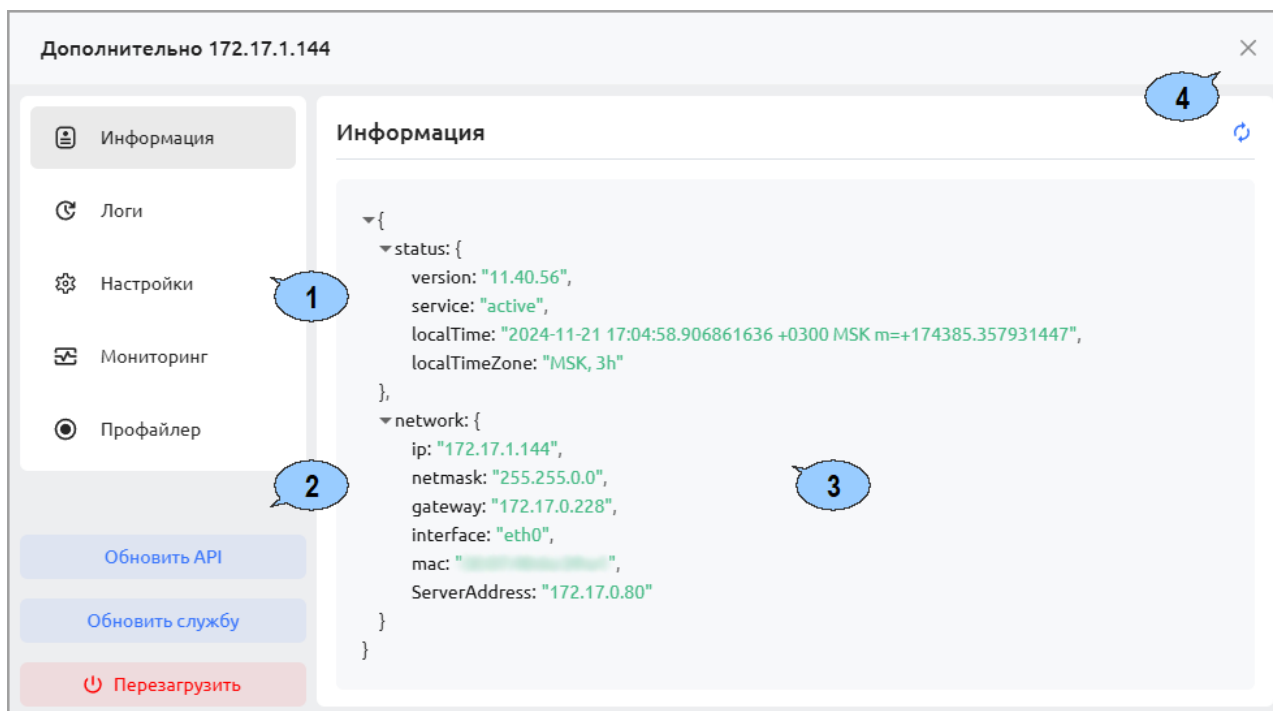 Дополнительно 172.17.1.144
4
Информация
Логи
Настройки
1
Мониторинг
Профайлер
2
Обновить API
Обновить службу
Перезагрузить
Информация
{
status: {
version: "11.40.56",
service: "active",
localTime: "2024-11-21 17:04:58.906861636 +0300 MSK m=+174385.357931447",
localTimeZone: "MSK, 3h"
},
network: {
ip: "172.17.1.144",
netmask: "255.255.0.0",
gateway: "172.17.0.228",
interface: "eth0",
mac: " ",
ServerAddress: "172.17.0.80"
}
}
3